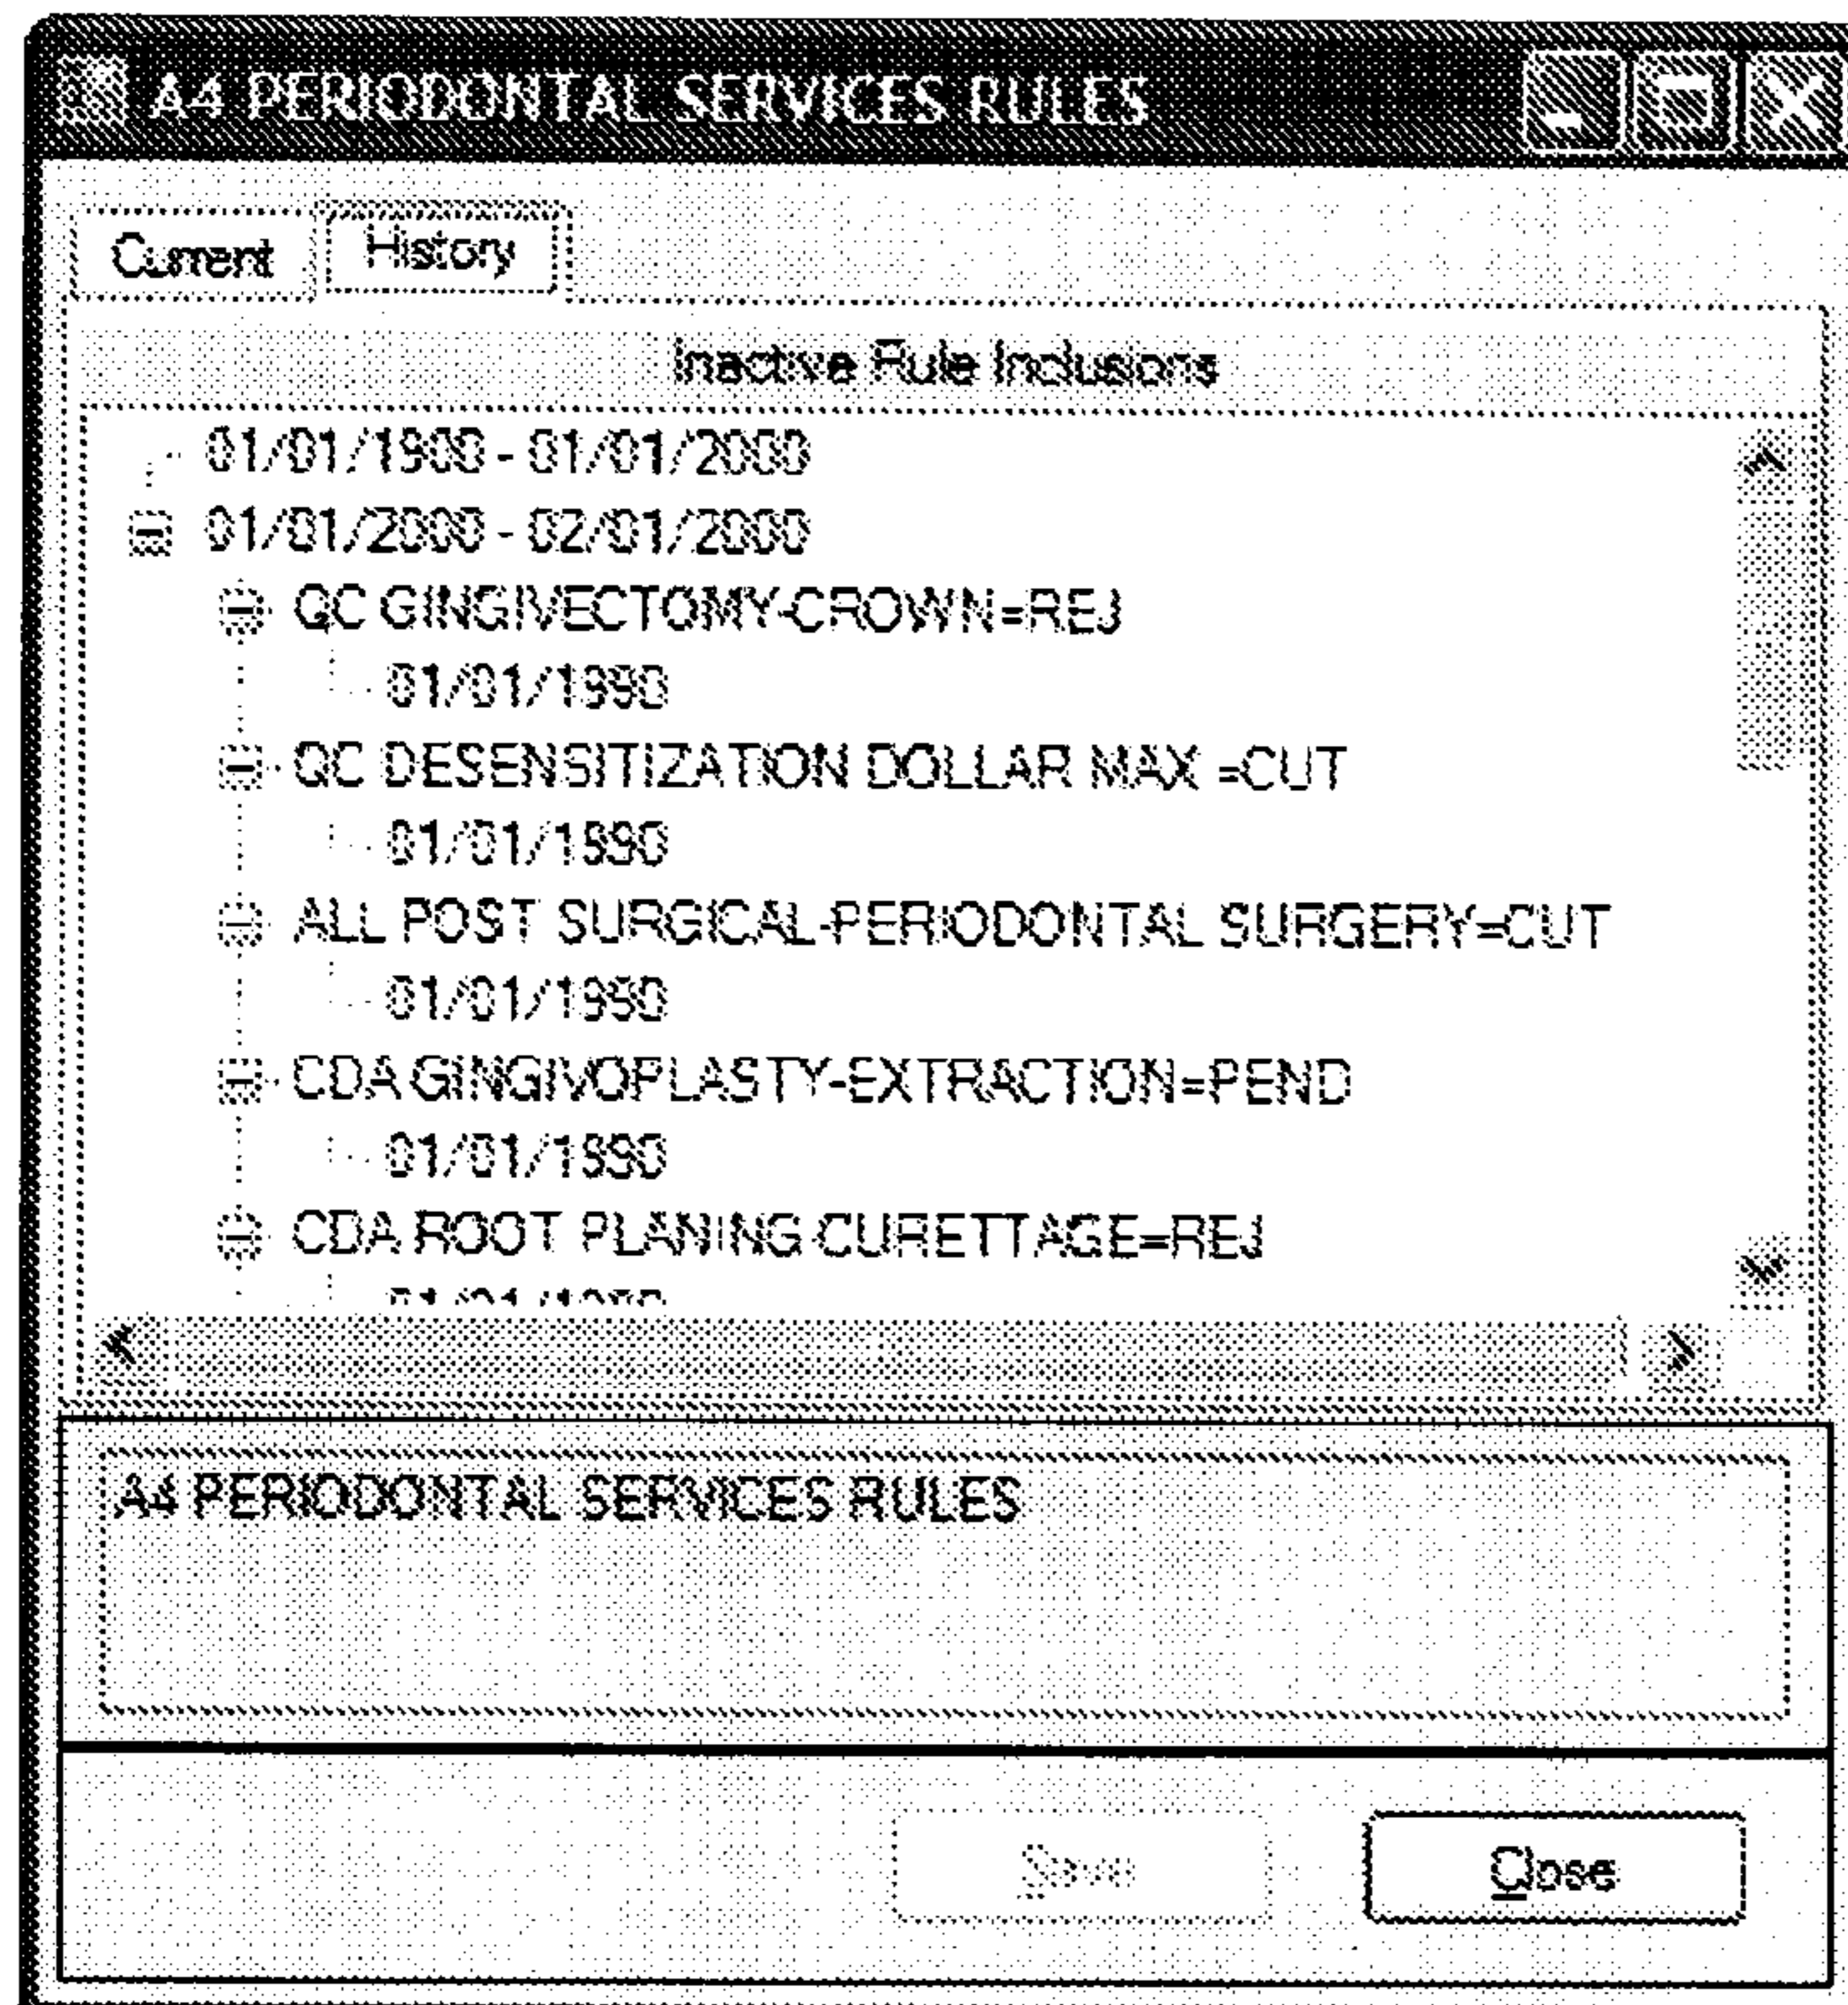 A4 PERIODONTAL SERVICES RULES
Current History
Inactive Rule Inclusions
01/01/1900 - 01/01/2000
01/01/2000 - 02/01/2000
QC GINGIVECTOMY-CROWN=REJ
01/01/1990
QC DESENSITIZATION DOLLAR MAX =CUT
01/01/1990
ALL POST SURGICAL-PERIODONTAL SURGERY=CUT
01/01/1990
CDA GINGIVOPLASTY-EXTRACTION=PEND
01/01/1990
CDA ROOT PLANING-CURETTAGE=REJ
A4 PERIODONTAL SERVICES RULES
Save Close